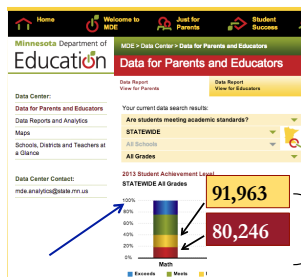 Home
Welcome to MDE
Just for Parents
Student Success
Minnesota Department of
Education
MDE > Data Center > Data for Parents and Educators
Data for Parents and Educators
Data Report
View for Parents
Data Report
View for Educators
Data Center:
Data for Parents and Educators
Data Reports and Analytics
Maps
Schools, Districts and Teachers at a Glance
Data Center Contact:
mde.analytics@state.mn.us
Your current data search results:
Are students meeting academic standards?
STATEWIDE
All Schools
All Grades
2013 Student Achievement Level
STATEWIDE All Grades
100%
80%
60%
40%
20%
0%
Math
91,963
80,246
Exceeds
Meets